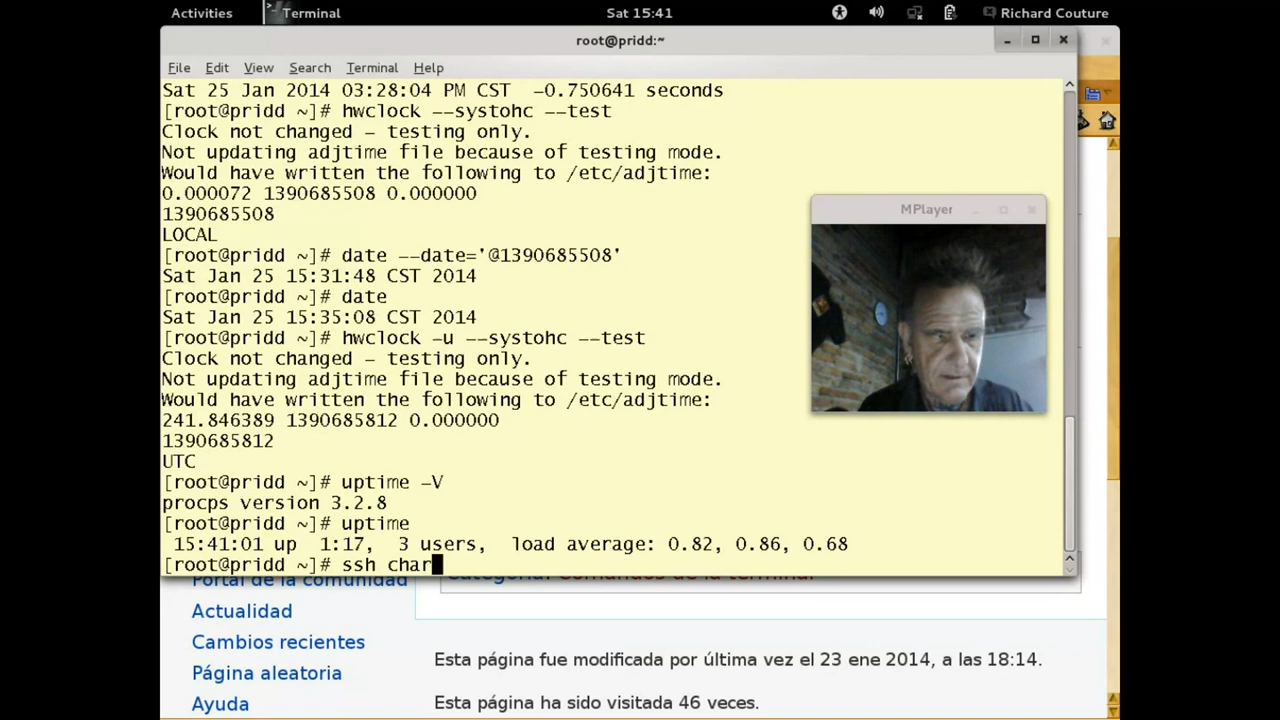 Activities Terminal Sat 15:41 Richard Couture
root@pridd:~
File Edit View Search Terminal Help
Sat 25 Jan 2014 03:28:04 PM CST -0.750641 seconds
[root@pridd ~]# hwclock --systohc --test
Clock not changed - testing only.
Not updating adjtime file because of testing mode.
Would have written the following to /etc/adjtime:
0.000072 1390685508 0.000000
1390685508
LOCAL
[root@pridd ~]# date --date='@1390685508'
Sat Jan 25 15:31:48 CST 2014
[root@pridd ~]# date
Sat Jan 25 15:35:08 CST 2014
[root@pridd ~]# hwclock -u --systohc --test
Clock not changed - testing only.
Not updating adjtime file because of testing mode.
Would have written the following to /etc/adjtime:
241.846389 1390685812 0.000000
1390685812
UTC
[root@pridd ~]# uptime -V
procps version 3.2.8
[root@pridd ~]# uptime
15:41:01 up 1:17, 3 users, load average: 0.82, 0.86, 0.68
[root@pridd ~]# ssh char
MPlayer
Portal de la comunidad
Categoría: Comandos de la terminal
Actualidad
Cambios recientes
Página aleatoria
Ayuda
Esta página fue modificada por última vez el 23 ene 2014, a las 18:14.
Esta página ha sido visitada 46 veces.